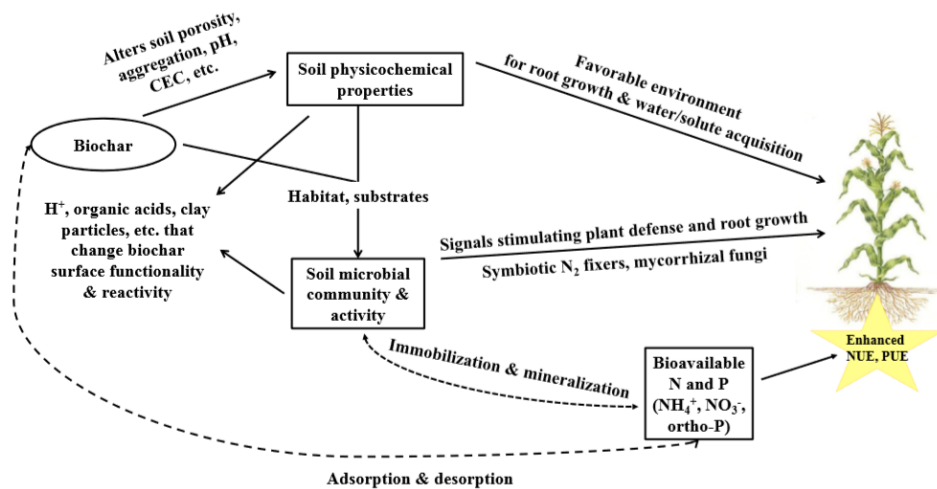 Alters soil porosity,
aggregation, pH,
CEC, etc.
Soil physicochemical
properties
Favorable environment
for root growth & water/solute acquisition
Biochar
Habitat, substrates
H⁺, organic acids, clay
particles, etc. that
change biochar
surface functionality
& reactivity
Signals stimulating plant defense and root growth
Symbiotic N₂ fixers, mycorrhizal fungi
Soil microbial
community &
activity
Immobilization & mineralization
Bioavailable
N and P
(NH₄⁺, NO₃⁻,
ortho-P)
Enhanced
NUE, PUE
Adsorption & desorption